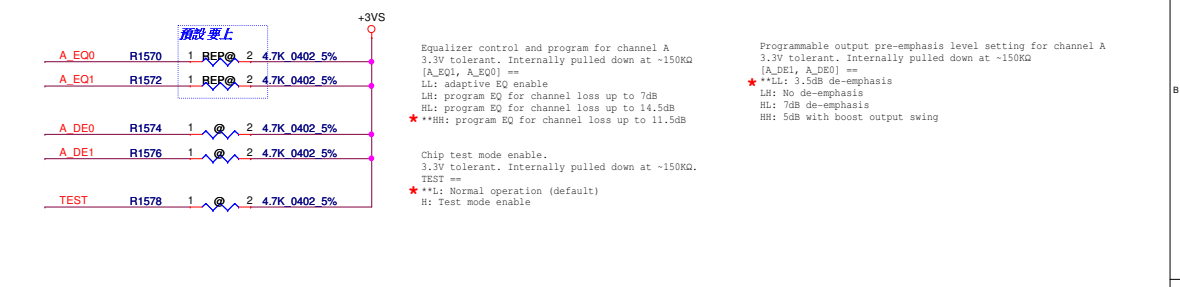 +3VS
預設要上
A_EQ0 R1570 1 REP@ 2 4.7K_0402_5%
A_EQ1 R1572 1 REP@ 2 4.7K_0402_5%
A_DE0 R1574 1 @ 2 4.7K_0402_5%
A_DE1 R1576 1 @ 2 4.7K_0402_5%
TEST R1578 1 @ 2 4.7K_0402_5%
Equalizer control and program for channel A
3.3V tolerant. Internally pulled down at ~150KΩ
[A_EQ1, A_EQ0] ==
LL: adaptive EQ enable
LH: program EQ for channel loss up to 7dB
HL: program EQ for channel loss up to 14.5dB
* **HH: program EQ for channel loss up to 11.5dB
Chip test mode enable.
3.3V tolerant. Internally pulled down at ~150KΩ.
TEST ==
* **L: Normal operation (default)
H: Test mode enable
Programmable output pre-emphasis level setting for channel A
3.3V tolerant. Internally pulled down at ~150KΩ
[A_DE1, A_DE0] ==
* **LL: 3.5dB de-emphasis
LH: No de-emphasis
HL: 7dB de-emphasis
HH: 5dB with boost output swing
B